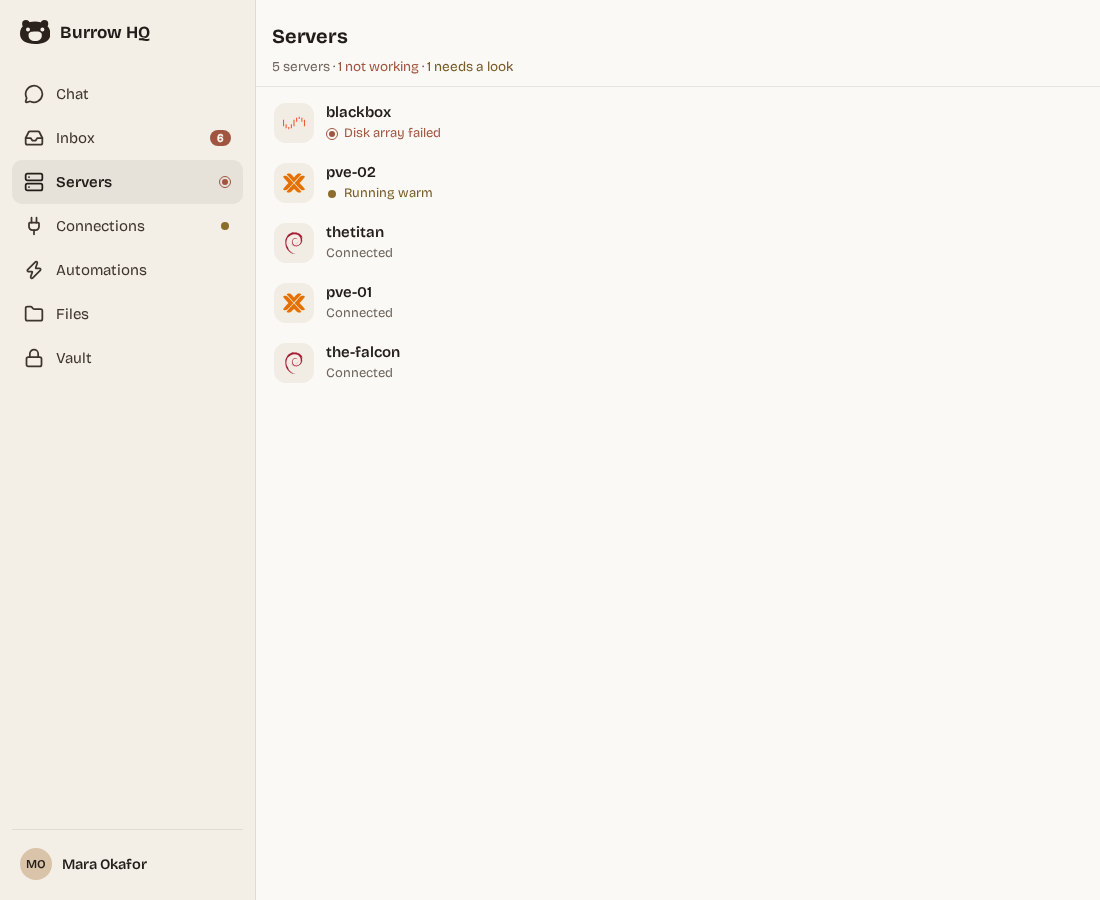 Burrow HQ
Chat
Inbox 6
Servers
Connections
Automations
Files
Vault
MO Mara Okafor
Servers
5 servers · 1 not working · 1 needs a look
blackbox
Disk array failed
pve-02
Running warm
thetitan
Connected
pve-01
Connected
the-falcon
Connected